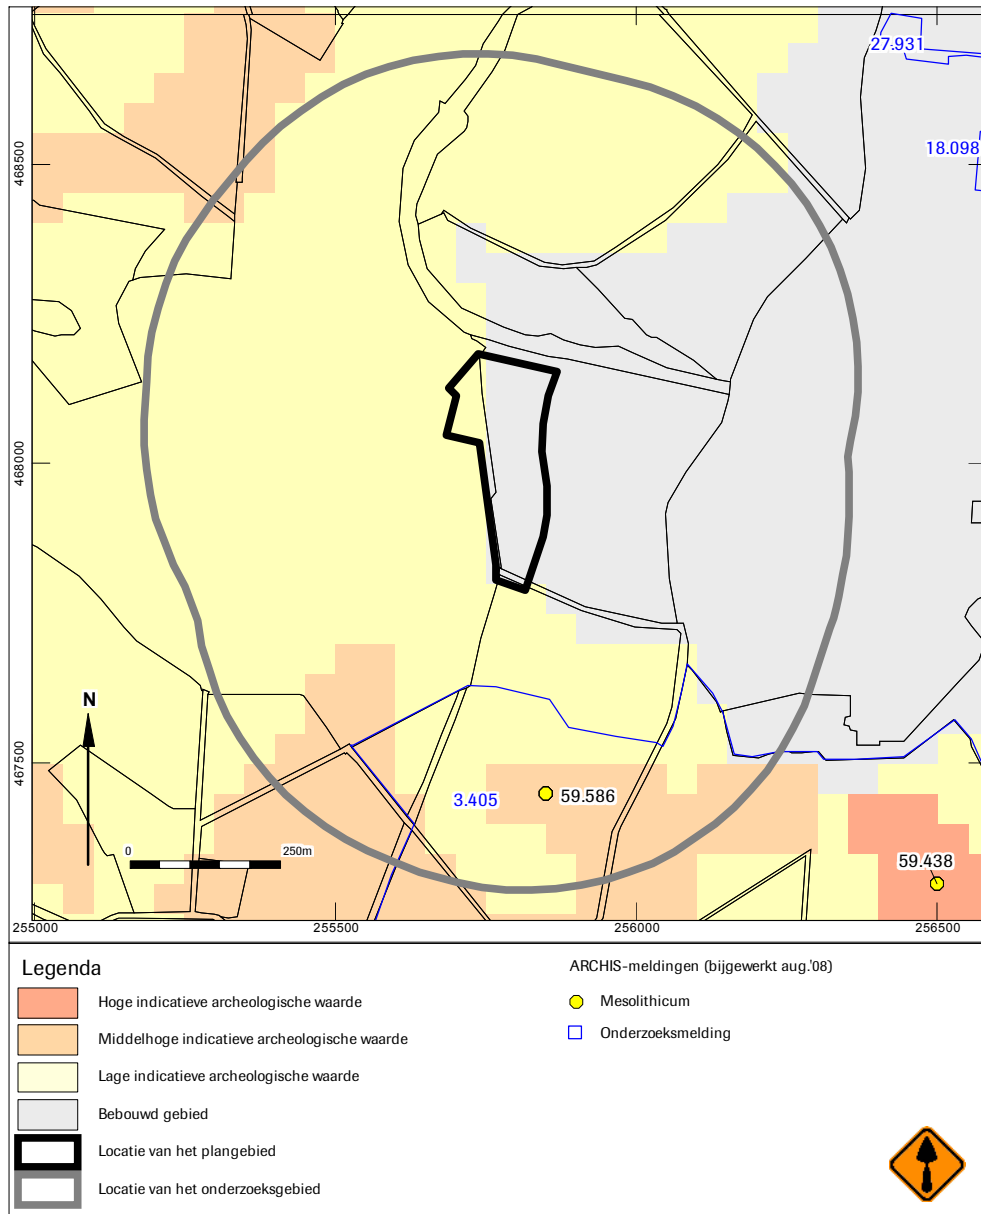 27.931
18.098
468500
468000
N
467500
3.405
59.586
0
250m
59.438
255000
255500
256000
256500
Legenda
Hoge indicatieve archeologische waarde
Middelhoge indicatieve archeologische waarde
Lage indicatieve archeologische waarde
Bebouwd gebied
Locatie van het plangebied
Locatie van het onderzoeksgebied
ARCHIS-meldingen (bijgewerkt aug.'08)
Mesolithicum
Onderzoeksmelding